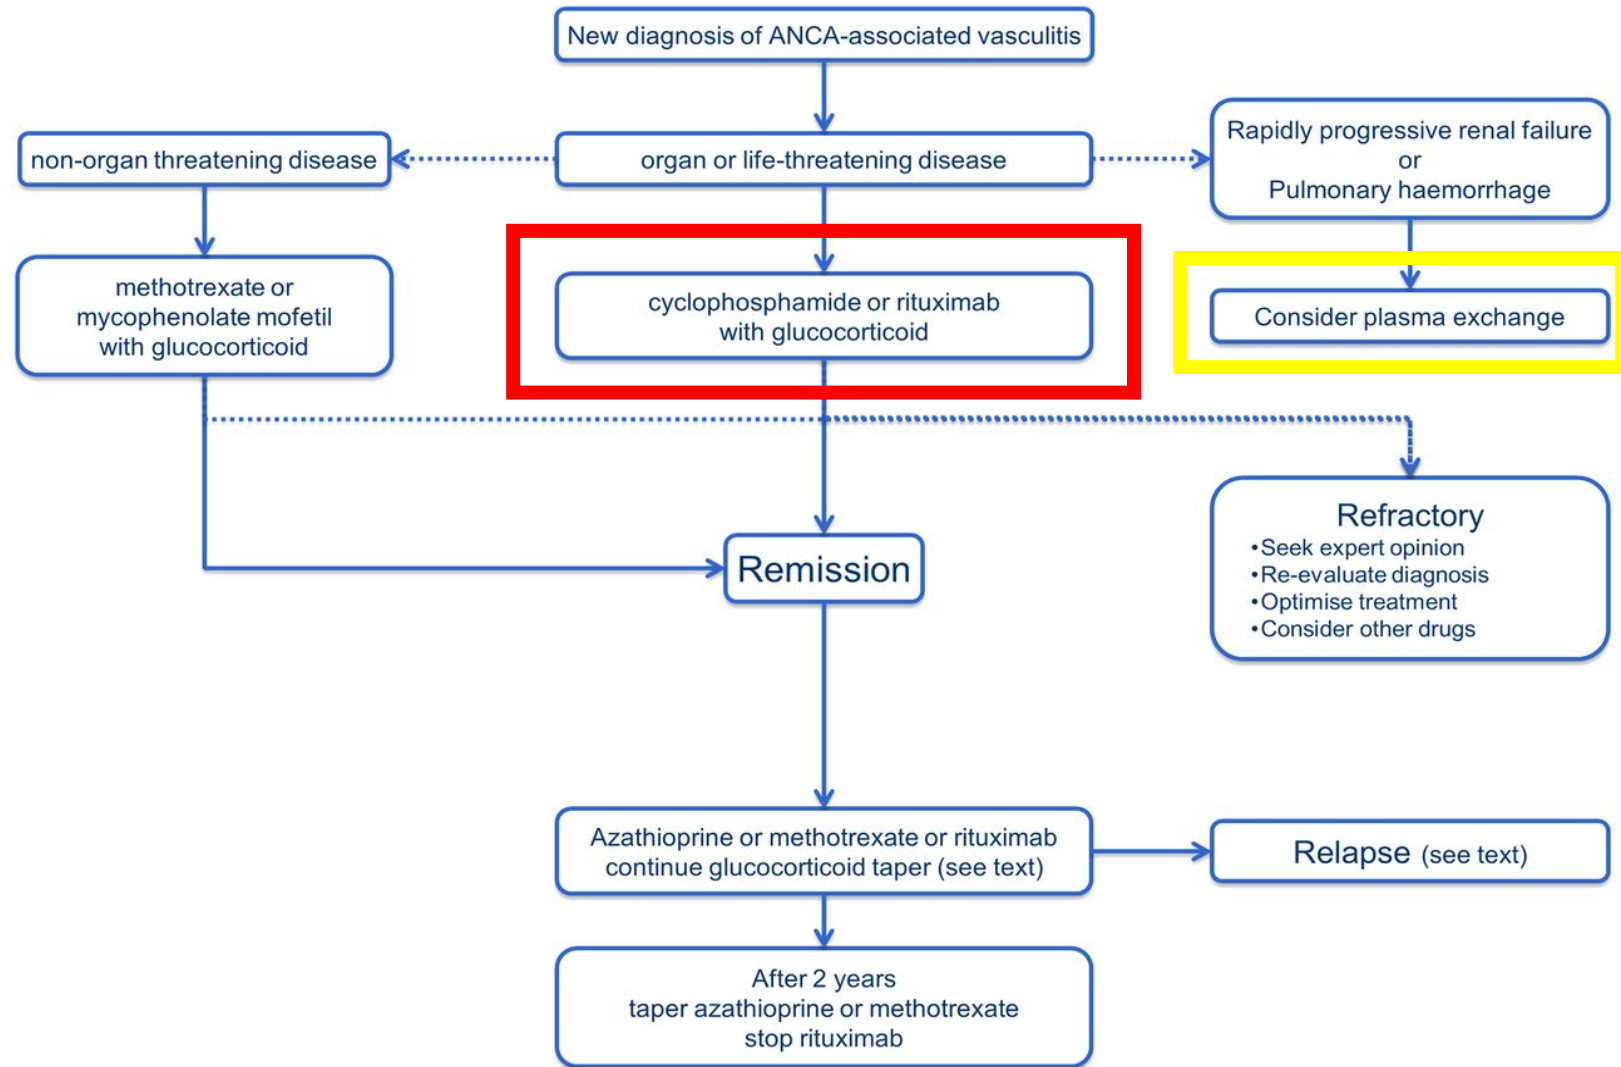 New diagnosis of ANCA-associated vasculitis
non-organ threatening disease
organ or life-threatening disease
Rapidly progressive renal failure
or
Pulmonary haemorrhage
methotrexate or
mycophenolate mofetil
with glucocorticoid
cyclophosphamide or rituximab
with glucocorticoid
Consider plasma exchange
Remission
Refractory
•Seek expert opinion
•Re-evaluate diagnosis
•Optimise treatment
•Consider other drugs
Azathioprine or methotrexate or rituximab
continue glucocorticoid taper (see text)
Relapse (see text)
After 2 years
taper azathioprine or methotrexate
stop rituximab